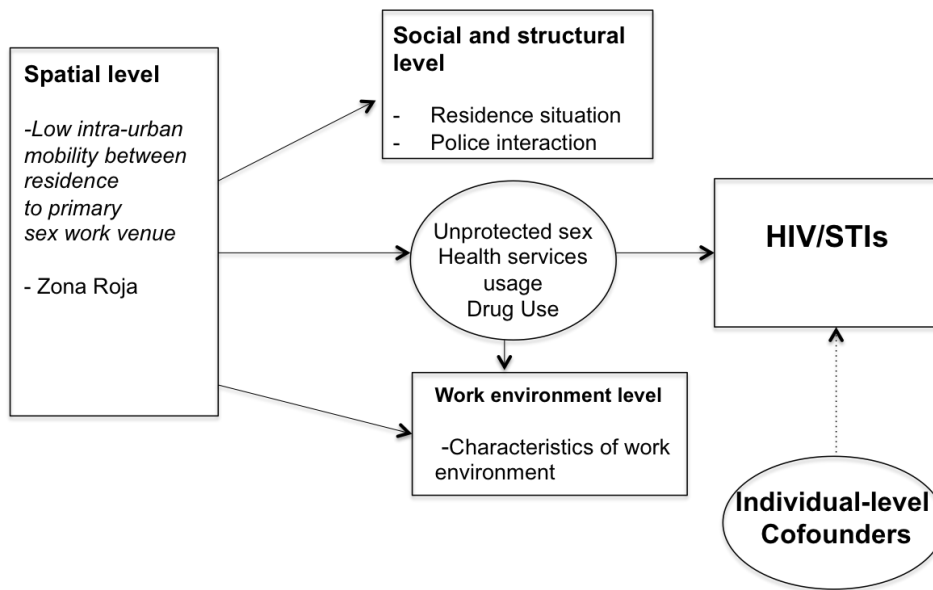 Spatial level
-Low intra-urban
mobility between
residence
to primary
sex work venue
- Zona Roja
Social and structural
level
- Residence situation
- Police interaction
Unprotected sex
Health services
usage
Drug Use
Work environment level
-Characteristics of work
environment
HIV/STIs
Individual-level
Cofounders